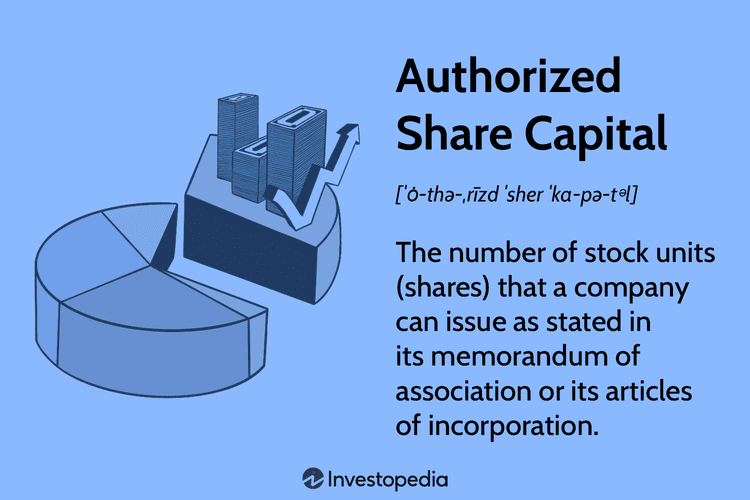 Authorized
Share Capital
[ˈȯ-thə-ˌrīzd ˈsher ˈka-pə-tᵊl]
The number of stock units
(shares) that a company
can issue as stated in
its memorandum of
association or its articles
of incorporation.
Investopedia